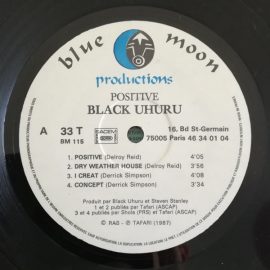 blue moon
productions
POSITIVE
BLACK UHURU
A 33 T
BM 115
SACEM
16. Bd St-Germain
75005 Paris 46 34 01 04
1. POSITIVE (Delroy Reid) 4'05
2. DRY WEATHER HOUSE (Delroy Reid) 4'50
3. I CREAT (Derrick Simpson) 4'08
4. CONCEPT (Derrick Simpson) 3'34
Produit par Black Uhuru et Steven Stanley
1 et 2 publiés par Tafari (ASCAP)
3 et 4 publiés par Shola (PRS) et Tafari (ASCAP)
© RAS - ℗ TAFARI (1987)